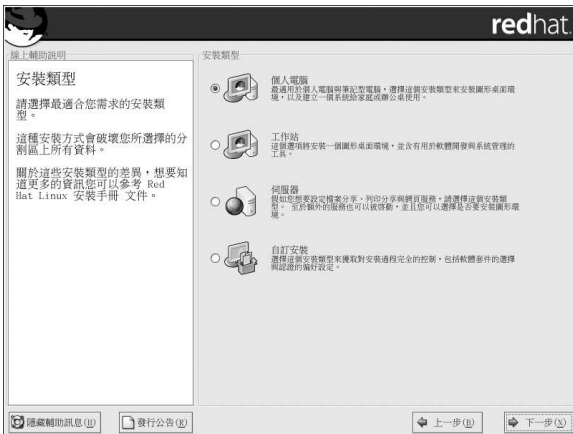 redhat.
線上輔助說明
安裝類型
請選擇最適合您需求的安裝類
型。
這種安裝方式會破壞您所選擇的分
割區上所有資料。
關於這些安裝類型的差異，想要知
道更多的資訊您可以參考 Red
Hat Linux 安裝手冊 文件。
安裝類型
個人電腦
最適用於個人電腦與筆記型電腦，選擇這個安裝類型來安裝圖形桌面環
境，以及建立一個系統給家庭或辦公桌使用。
工作站
這個選項將安裝一個圖形桌面環境，並含有用於軟體開發與系統管理的
工具。
伺服器
假如您想要設定檔案分享、列印分享與網頁服務，請選擇這個安裝類
型。 至於額外的服務也可以被啟動，並且您可以選擇是否要安裝圖形環
境。
自訂安裝
選擇這個安裝類型來獲取對安裝過程完全的控制，包括軟體套件的選擇
與認證的偏好設定。
隱藏輔助訊息(H)
發行公告(R)
上一步(B)
下一步(N)